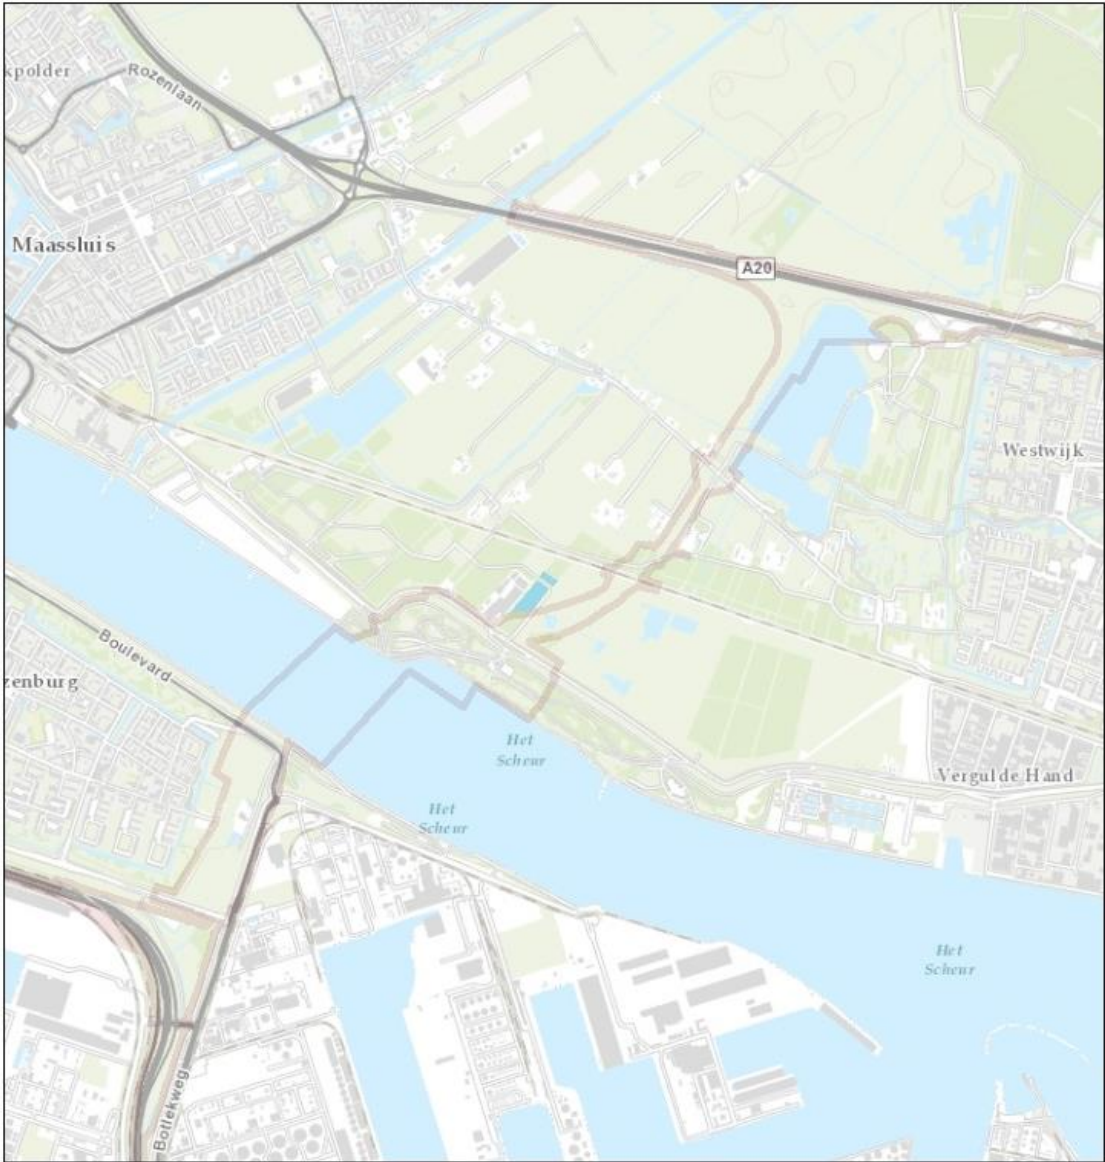 kpolder
Rozenlaan
Maassluis
A20
Westwijk
Boulevard
zenburg
Het
Scheur
Vergulde Hand
Het
Scheur
Het
Scheur
Botlekweg